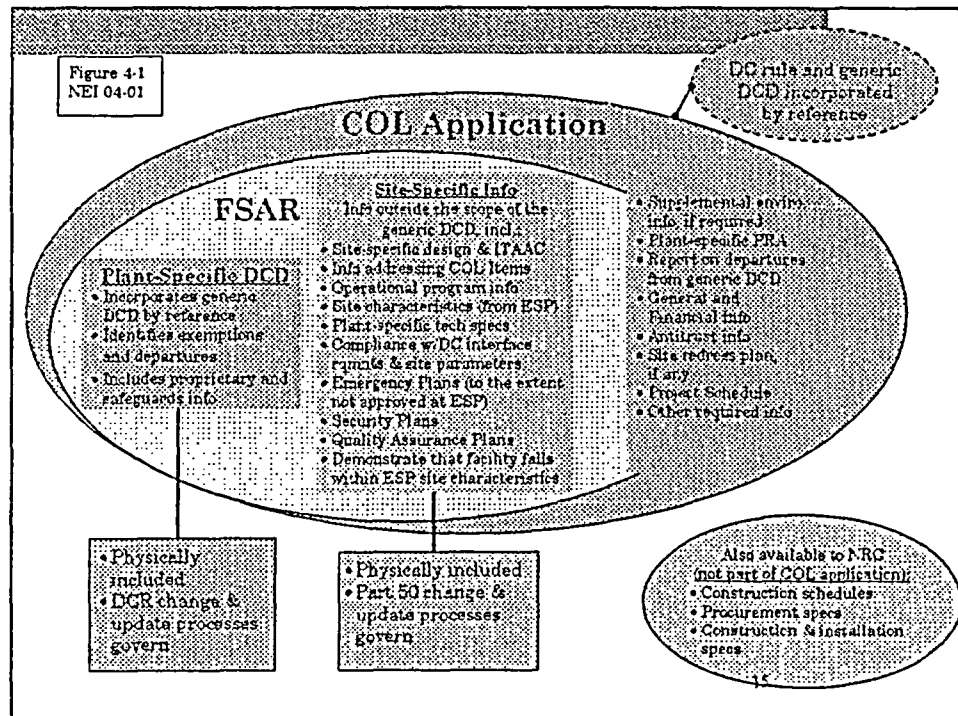 Figure 4-1
NEI 04-01
DC rule and generic
DCD incorporated
by reference
COL Application
FSAR
Plant-Specific DCD
• Incorporates generic
DCD by reference
• Identifies exemptions
and departures
• Includes proprietary and
safeguards info
Site-Specific Info
Info outside the scope of the
generic DCD, incl.:
• Site-specific design & ITAAC
• Info addressing COL Items
• Operational program info
• Site characteristics (from ESP)
• Plant-specific tech specs
• Compliance w/DC interface
rqmts & site parameters
• Emergency Plans (to the extent
not approved at ESP)
• Security Plans
• Quality Assurance Plans
• Demonstrate that facility falls
within ESP site characteristics
• Supplemental enviro.
info, if required
• Plant-specific PRA
• Report on departures
from generic DCD
• General and
Financial info
• Antitrust info
• Site redress plan,
if any
• Project Schedule
• Other required info
• Physically
included
• DCR change &
update processes
govern
• Physically included
• Part 50 change &
update processes
govern
Also available to NRC
(not part of COL application):
• Construction schedules
• Procurement specs
• Construction & installation
specs
15